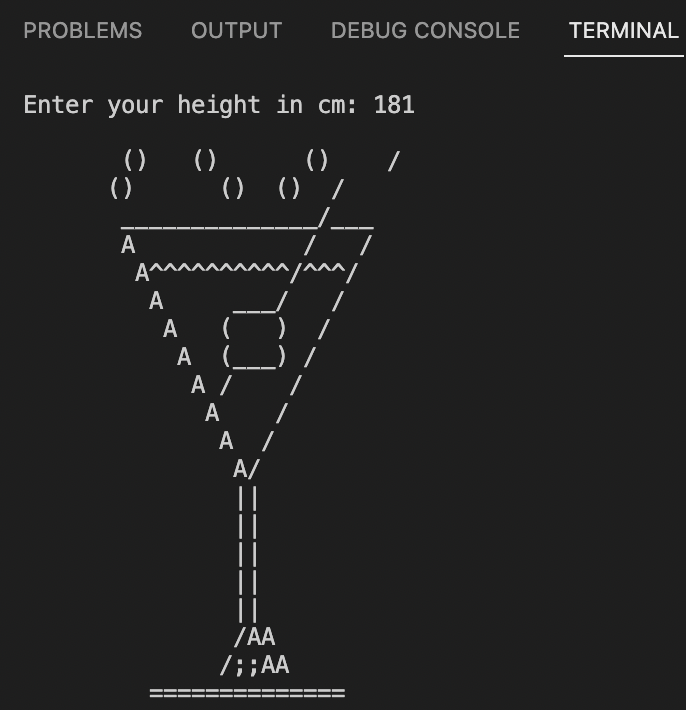 PROBLEMS OUTPUT DEBUG CONSOLE TERMINAL
Enter your height in cm: 181
       ()   ()      ()    /
      ()      ()  ()  /
       ______________/___
       A            /   /
        A^^^^^^^^^^/^^^/
         A     ___/   /
          A   (   )  /
           A  (___) /
            A /    /
             A    /
              A  /
               A/
               ||
               ||
               ||
               ||
               ||
               /AA
              /;;AA
         ==============